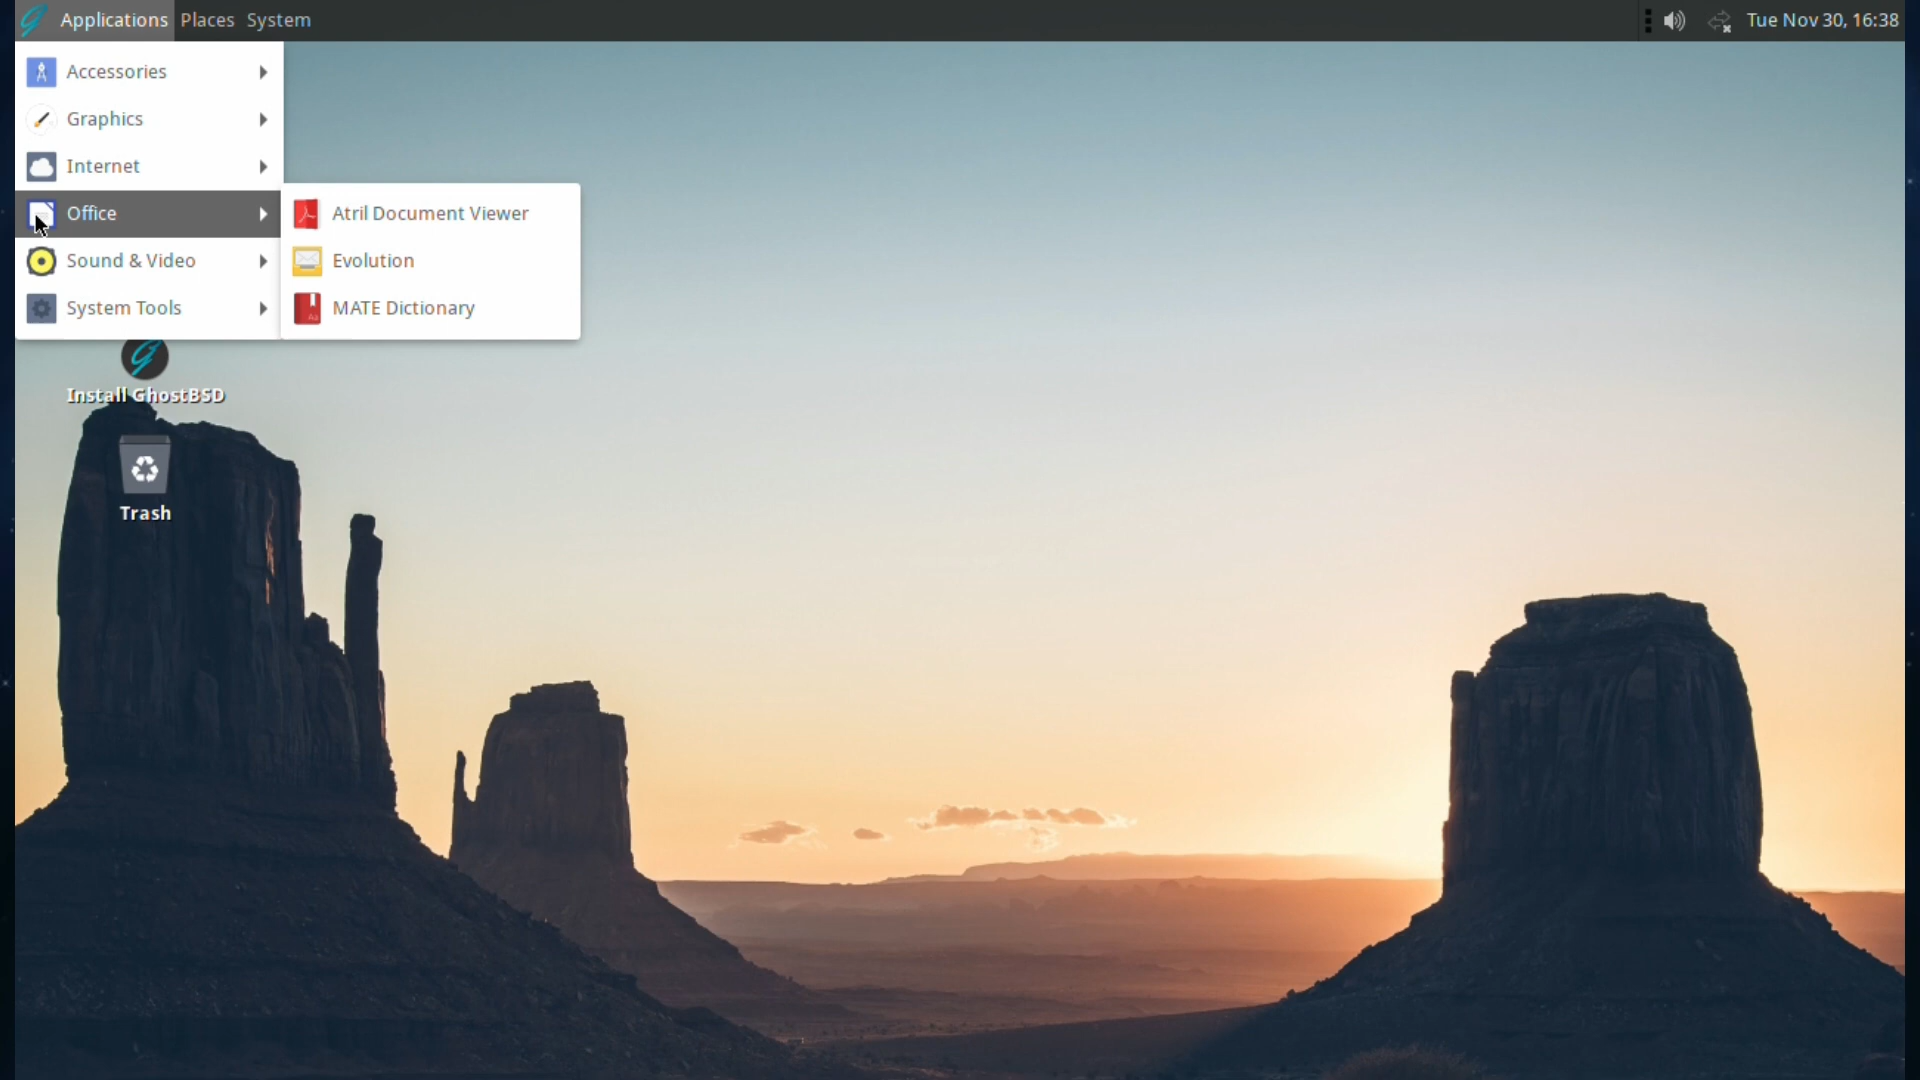 Applications Places System Tue Nov 30, 16:38
Accessories
Graphics
Internet
Office
Sound & Video
System Tools
Atril Document Viewer
Evolution
MATE Dictionary
Install GhostBSD
Trash